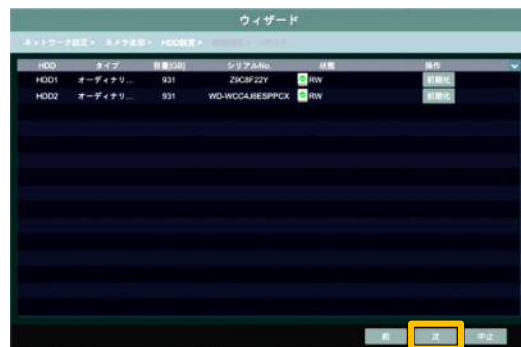 ウィザード
ネットワーク設定 > カメラ追加 > HDD設定 >
HDD タイプ 容量[GB] シリアルNo. 状態 操作
HDD1 オーディナリ... 931 Z9C8F22Y RW 初期化
HDD2 オーディナリ... 931 WD-WCC4J6ESPPCX RW 初期化
前 次 中止